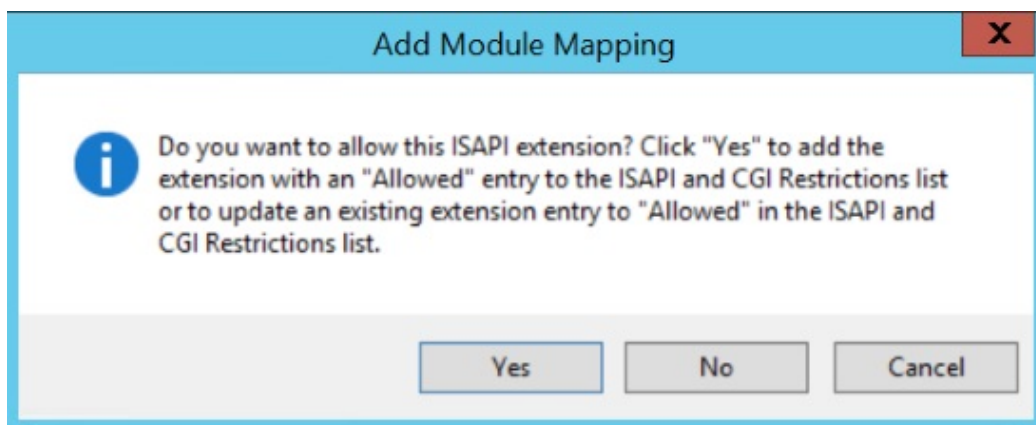 Add Module Mapping
X
Do you want to allow this ISAPI extension? Click "Yes" to add the
extension with an "Allowed" entry to the ISAPI and CGI Restrictions list
or to update an existing extension entry to "Allowed" in the ISAPI and
CGI Restrictions list.
Yes No Cancel